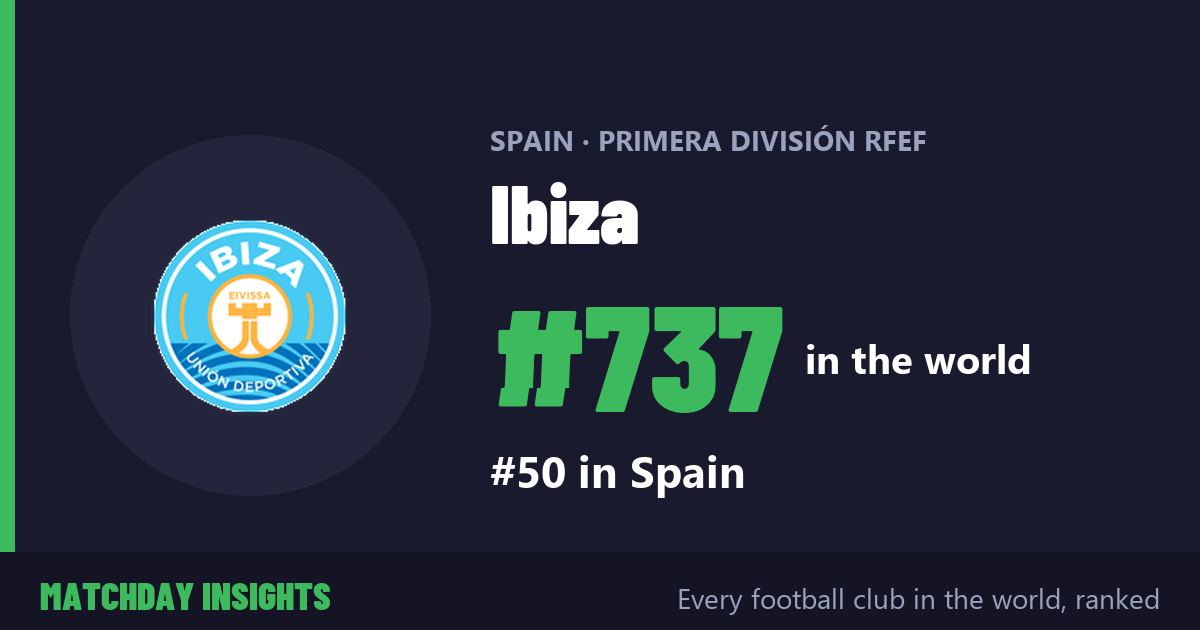 SPAIN · PRIMERA DIVISIÓN RFEF
Ibiza
IBIZA
EIVISSA
UNIÓN DEPORTIVA
#737 in the world
#50 in Spain
MATCHDAY INSIGHTS
Every football club in the world, ranked